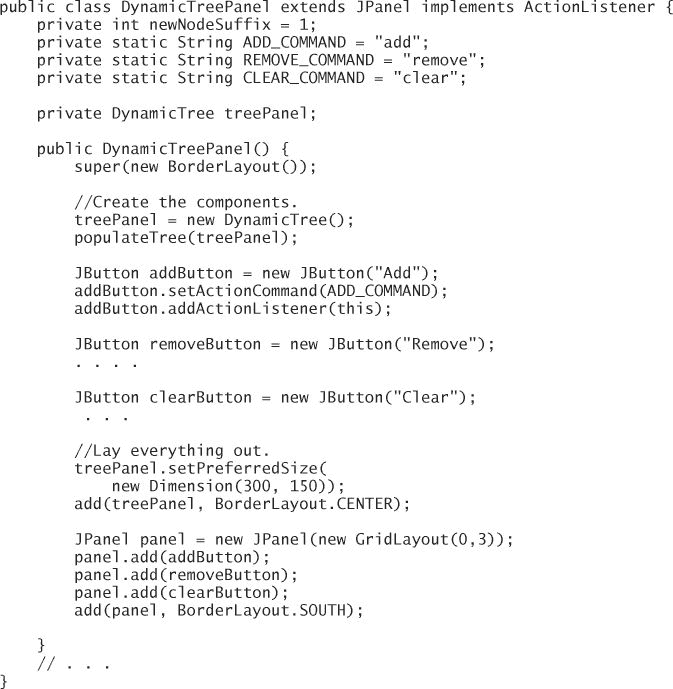 public class DynamicTreePanel extends JPanel implements ActionListener {
    private int newNodeSuffix = 1;
    private static String ADD_COMMAND = "add";
    private static String REMOVE_COMMAND = "remove";
    private static String CLEAR_COMMAND = "clear";

    private DynamicTree treePanel;

    public DynamicTreePanel() {
        super(new BorderLayout());

        //Create the components.
        treePanel = new DynamicTree();
        populateTree(treePanel);

        JButton addButton = new JButton("Add");
        addButton.setActionCommand(ADD_COMMAND);
        addButton.addActionListener(this);

        JButton removeButton = new JButton("Remove");
        . . . .

        JButton clearButton = new JButton("Clear");
         . . .

        //Lay everything out.
        treePanel.setPreferredSize(
            new Dimension(300, 150));
        add(treePanel, BorderLayout.CENTER);

        JPanel panel = new JPanel(new GridLayout(0,3));
        panel.add(addButton);
        panel.add(removeButton);
        panel.add(clearButton);
        add(panel, BorderLayout.SOUTH);

    }
    // . . .
}